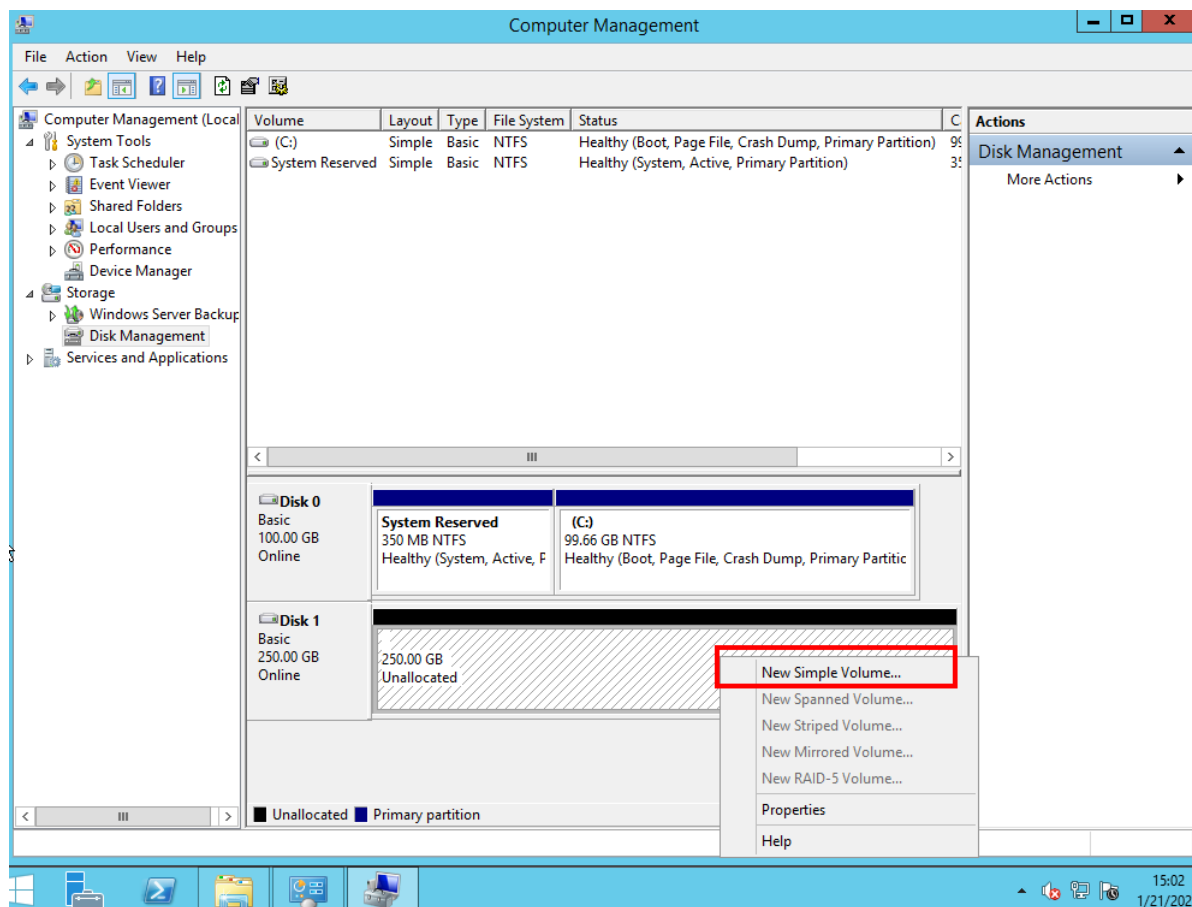 Computer Management
File Action View Help
Computer Management (Local
System Tools
Task Scheduler
Event Viewer
Shared Folders
Local Users and Groups
Performance
Device Manager
Storage
Windows Server Backup
Disk Management
Services and Applications
Volume Layout Type File System Status C
(C:) Simple Basic NTFS Healthy (Boot, Page File, Crash Dump, Primary Partition) 99
System Reserved Simple Basic NTFS Healthy (System, Active, Primary Partition) 35
Disk 0
Basic
100.00 GB
Online
System Reserved
350 MB NTFS
Healthy (System, Active, P
(C:)
99.66 GB NTFS
Healthy (Boot, Page File, Crash Dump, Primary Partitic
Disk 1
Basic
250.00 GB
Online
250.00 GB
Unallocated
New Simple Volume...
New Spanned Volume...
New Striped Volume...
New Mirrored Volume...
New RAID-5 Volume...
Properties
Help
Unallocated Primary partition
Actions
Disk Management
More Actions
15:02
1/21/202